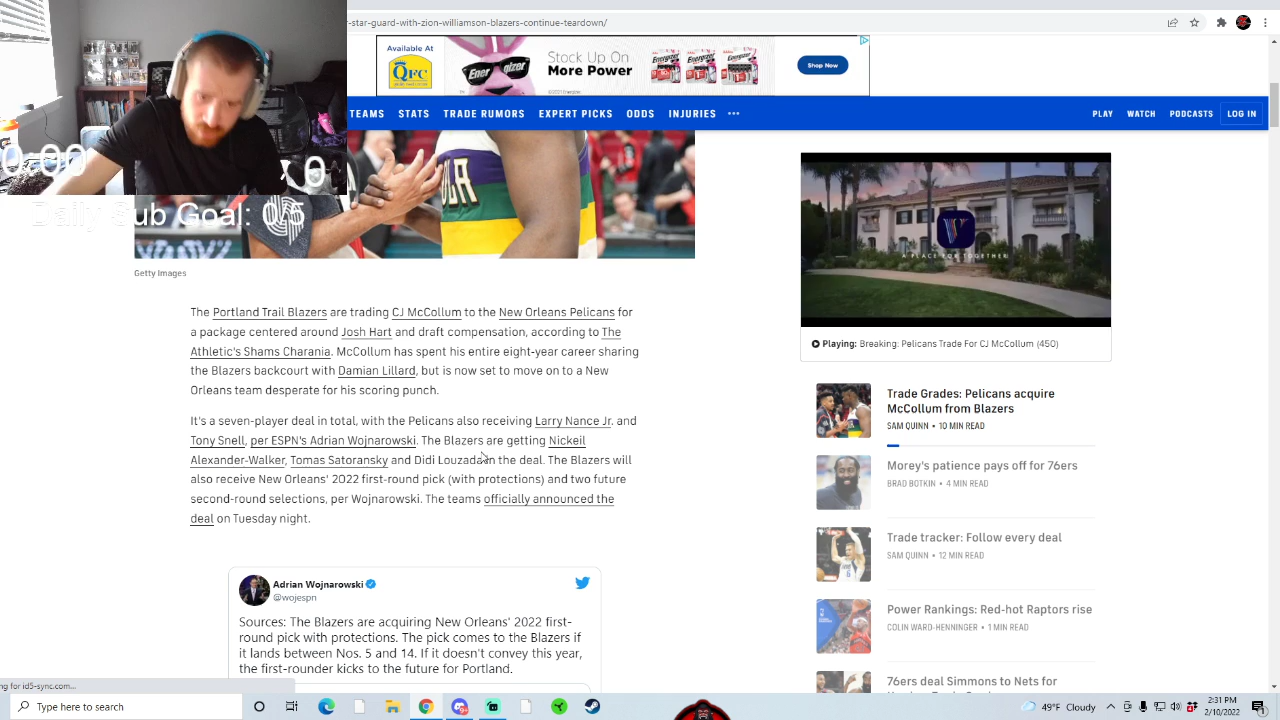 -star-guard-with-zion-williamson-blazers-continue-teardown/
Available At
QFC
Energizer
Stock Up On
More Power
Shop Now
TEAMS STATS TRADE RUMORS EXPERT PICKS ODDS INJURIES ••• PLAY WATCH PODCASTS LOG IN
0:00
x 0
Daily Sub Goal: 0/5
A PLACE FOR TOGETHER
Getty Images
Playing: Breaking: Pelicans Trade For CJ McCollum (450)
The Portland Trail Blazers are trading CJ McCollum to the New Orleans Pelicans for
a package centered around Josh Hart and draft compensation, according to The
Athletic's Shams Charania. McCollum has spent his entire eight-year career sharing
the Blazers backcourt with Damian Lillard, but is now set to move on to a New
Orleans team desperate for his scoring punch.
It's a seven-player deal in total, with the Pelicans also receiving Larry Nance Jr. and
Tony Snell, per ESPN's Adrian Wojnarowski. The Blazers are getting Nickeil
Alexander-Walker, Tomas Satoransky and Didi Louzada in the deal. The Blazers will
also receive New Orleans' 2022 first-round pick (with protections) and two future
second-round selections, per Wojnarowski. The teams officially announced the
deal on Tuesday night.
Adrian Wojnarowski
@wojespn
Sources: The Blazers are acquiring New Orleans' 2022 first-
round pick with protections. The pick comes to the Blazers if
it lands between Nos. 5 and 14. If it doesn't convey this year,
the first-rounder kicks to the future for Portland.
Trade Grades: Pelicans acquire
McCollum from Blazers
SAM QUINN • 10 MIN READ
Morey's patience pays off for 76ers
BRAD BOTKIN • 4 MIN READ
Trade tracker: Follow every deal
SAM QUINN • 12 MIN READ
Power Rankings: Red-hot Raptors rise
COLIN WARD-HENNINGER • 1 MIN READ
76ers deal Simmons to Nets for
ng for id5-sync.com...
Type here to search
49°F Cloudy
2:31 PM
2/10/2022